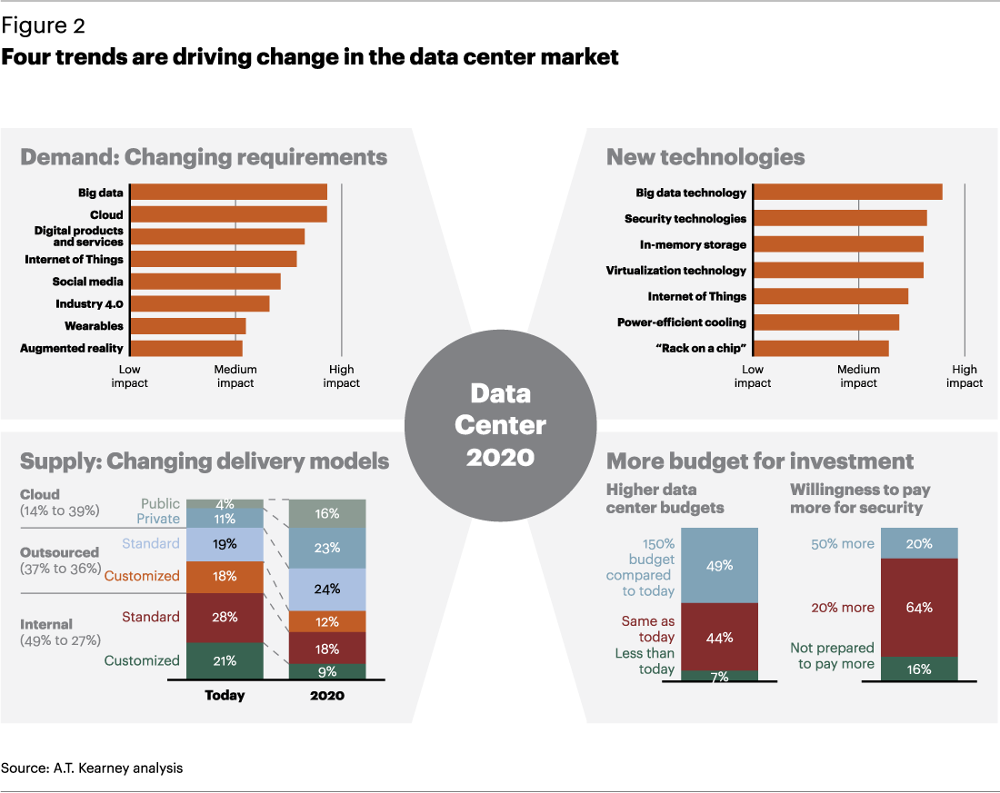 Figure 2
Four trends are driving change in the data center market
Demand: Changing requirements
Big data
Cloud
Digital products
and services
Internet of Things
Social media
Industry 4.0
Wearables
Augmented reality
Low
impact
Medium
impact
High
impact
New technologies
Big data technology
Security technologies
In-memory storage
Virtualization technology
Internet of Things
Power-efficient cooling
“Rack on a chip”
Low
impact
Medium
impact
High
impact
Data
Center
2020
Supply: Changing delivery models
Cloud
(14% to 39%)
Public
4%
16%
Private
11%
23%
Outsourced
(37% to 36%)
Standard
19%
24%
Customized
18%
12%
Internal
(49% to 27%)
Standard
28%
18%
Customized
21%
9%
Today
2020
More budget for investment
Higher data
center budgets
150%
budget
compared
to today
49%
Same as
today
44%
Less than
today
7%
Willingness to pay
more for security
50% more
20%
20% more
64%
Not prepared
to pay more
16%
Source: A.T. Kearney analysis